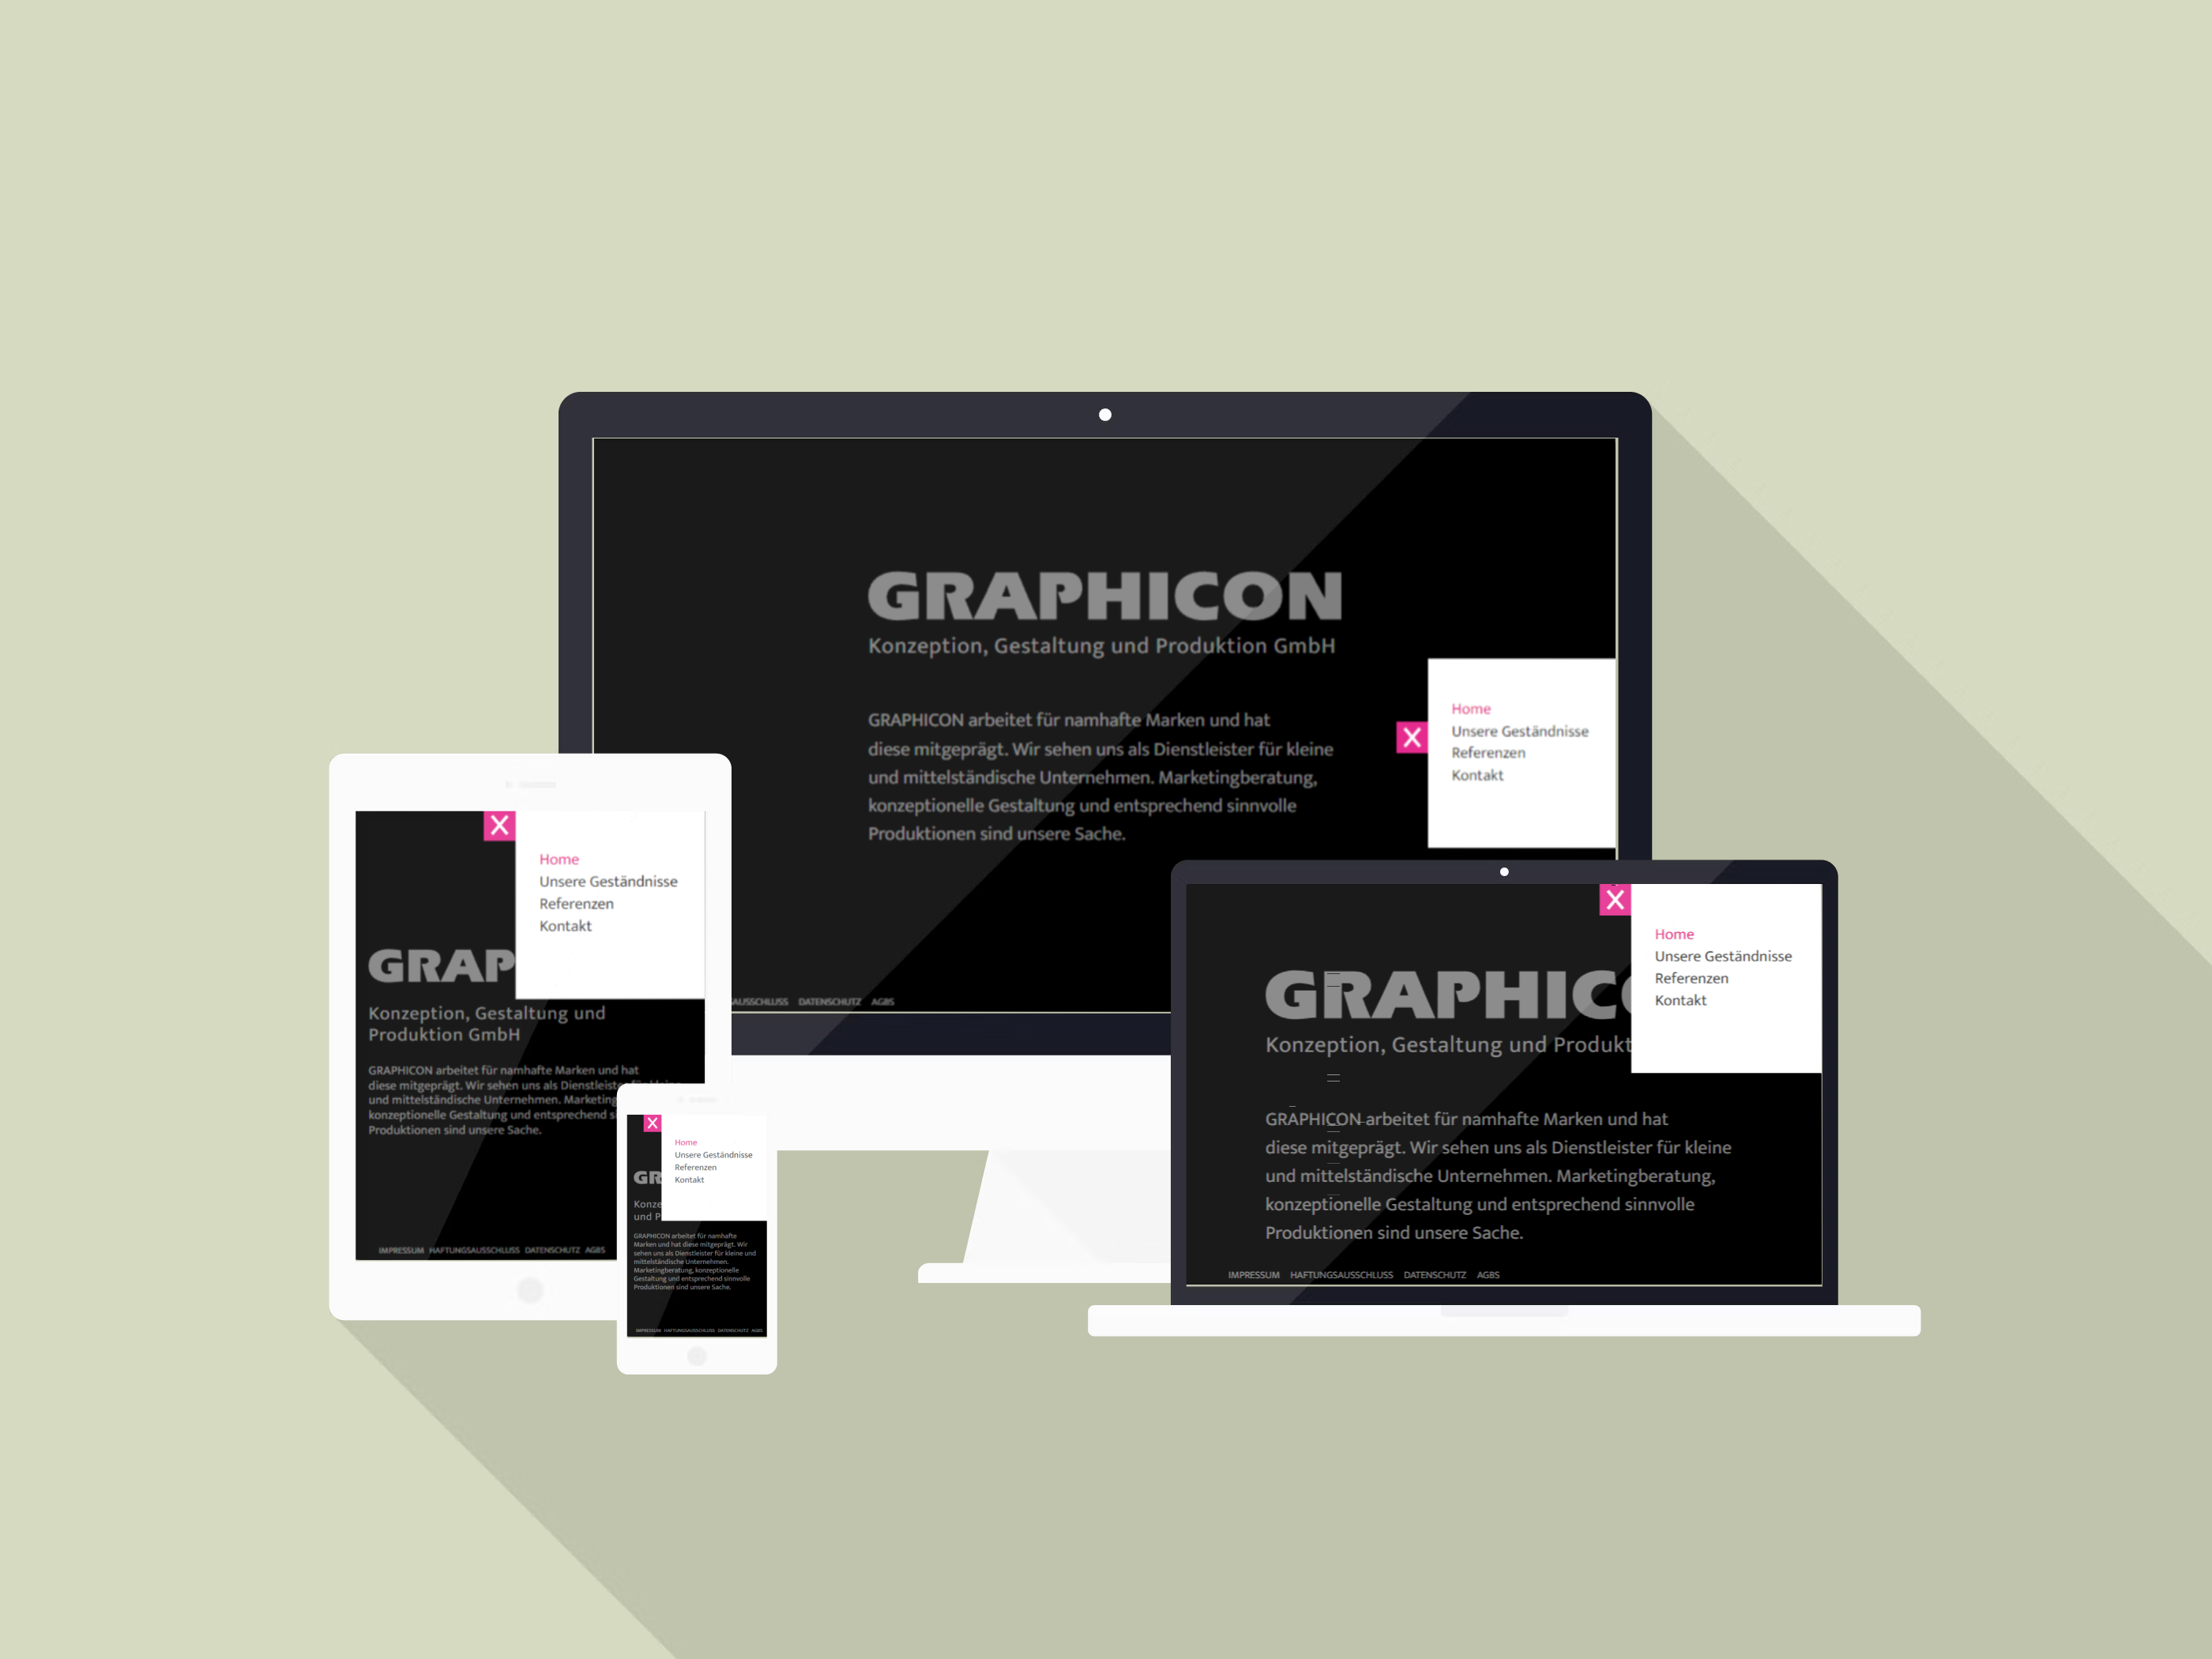 GRAPHICON
Konzeption, Gestaltung und Produktion GmbH
GRAPHICON arbeitet für namhafte Marken und hat
diese mitgeprägt. Wir sehen uns als Dienstleister für kleine
und mittelständische Unternehmen. Marketingberatung,
konzeptionelle Gestaltung und entsprechend sinnvolle
Produktionen sind unsere Sache.
X
Home
Unsere Geständnisse
Referenzen
Kontakt
AUSSCHLUSS DATENSCHUTZ AGBS
X
Home
Unsere Geständnisse
Referenzen
Kontakt
GRAP
Konzeption, Gestaltung und
Produktion GmbH
GRAPHICON arbeitet für namhafte Marken und hat
diese mitgeprägt. Wir sehen uns als Dienstleister für kleine
und mittelständische Unternehmen. Marketing
konzeptionelle Gestaltung und entsprechend si
Produktionen sind unsere Sache.
IMPRESSUM HAFTUNGSAUSSCHLUSS DATENSCHUTZ AGBS
X
Home
Unsere Geständnisse
Referenzen
Kontakt
GR
Konze
und P
GRAPHICON arbeitet für namhafte
Marken und hat diese mitgeprägt. Wir
sehen uns als Dienstleister für kleine und
mittelständische Unternehmen.
Marketingberatung, konzeptionelle
Gestaltung und entsprechend sinnvolle
Produktionen sind unsere Sache.
IMPRESSUM HAFTUNGSAUSSCHLUSS DATENSCHUTZ AGBS
X
Home
Unsere Geständnisse
Referenzen
Kontakt
GRAPHIC
Konzeption, Gestaltung und Produkt
GRAPHICON arbeitet für namhafte Marken und hat
diese mitgeprägt. Wir sehen uns als Dienstleister für kleine
und mittelständische Unternehmen. Marketingberatung,
konzeptionelle Gestaltung und entsprechend sinnvolle
Produktionen sind unsere Sache.
IMPRESSUM HAFTUNGSAUSSCHLUSS DATENSCHUTZ AGBS